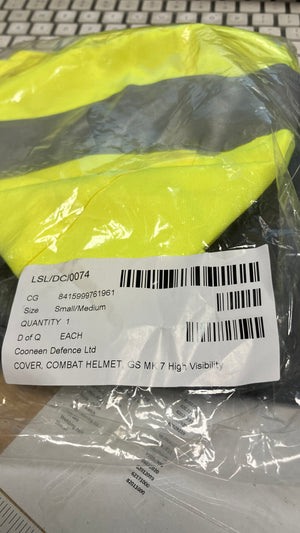 LSL/DC/0074
CG 8415999761961
Size Small/Medium
QUANTITY 1
D of Q EACH
Cooneen Defence Ltd
COVER, COMBAT HELMET, GS MK 7 High Visibility